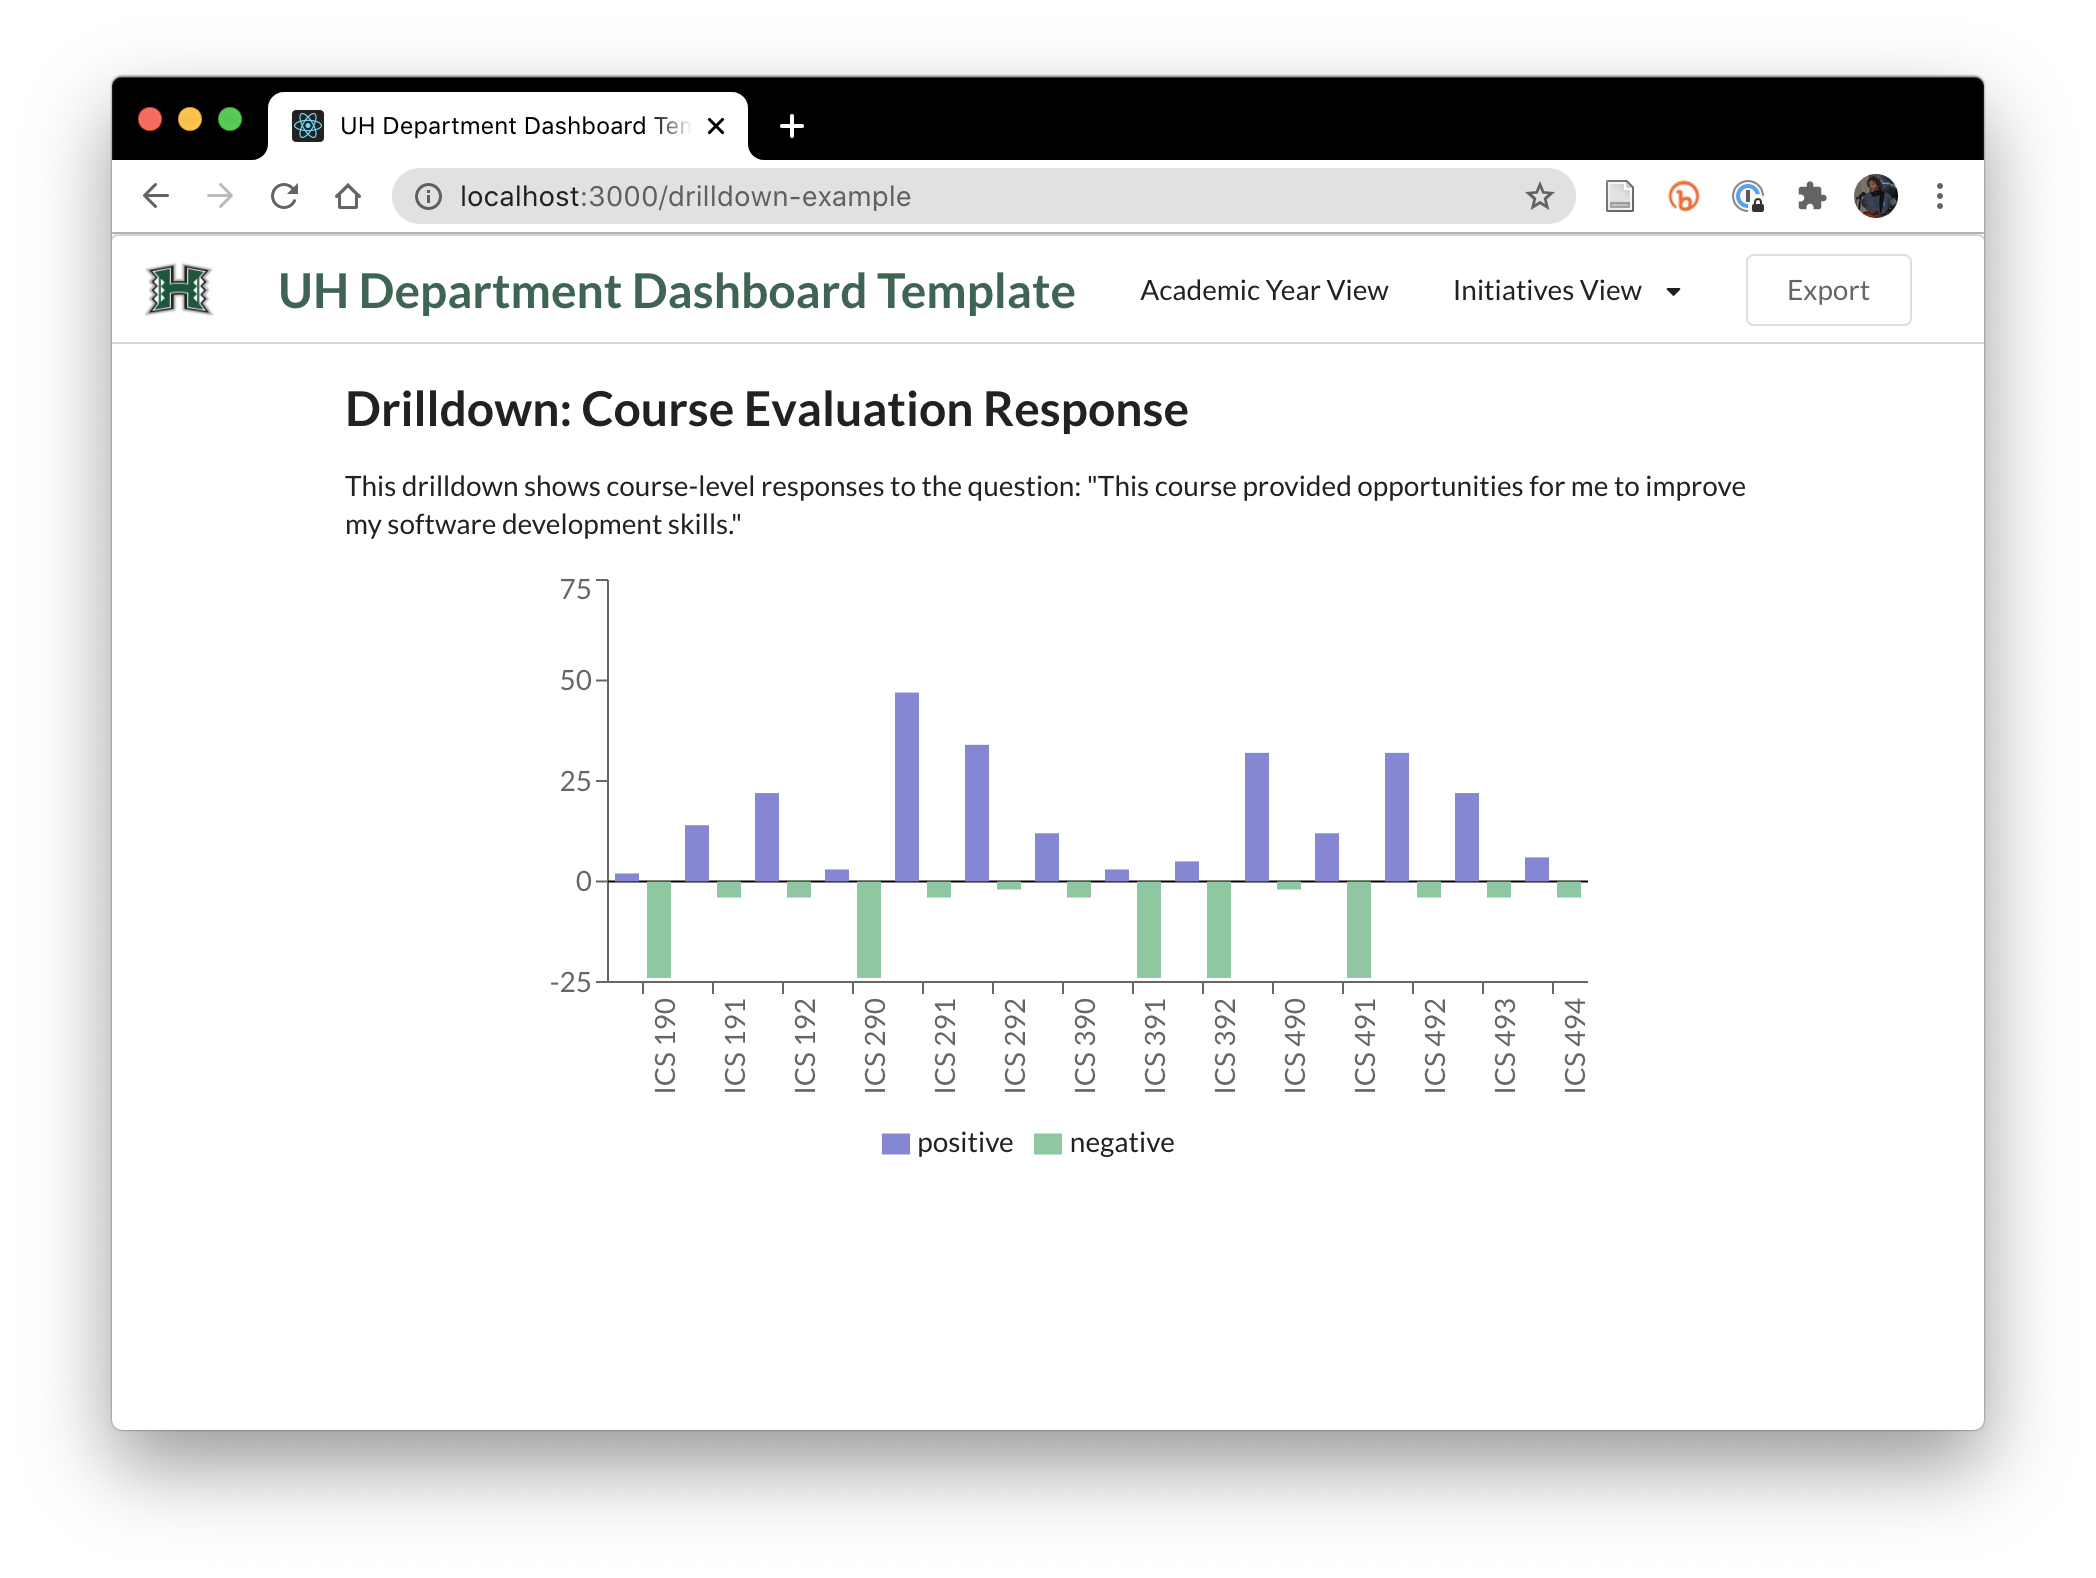 UH Department Dashboard Tem
localhost:3000/drilldown-example
H
UH Department Dashboard Template
Academic Year View
Initiatives View
Export
Drilldown: Course Evaluation Response
This drilldown shows course-level responses to the question: "This course provided opportunities for me to improve
my software development skills."
75
50
25
0
-25
ICS 190
ICS 191
ICS 192
ICS 290
ICS 291
ICS 292
ICS 390
ICS 391
ICS 392
ICS 490
ICS 491
ICS 492
ICS 493
ICS 494
positive
negative